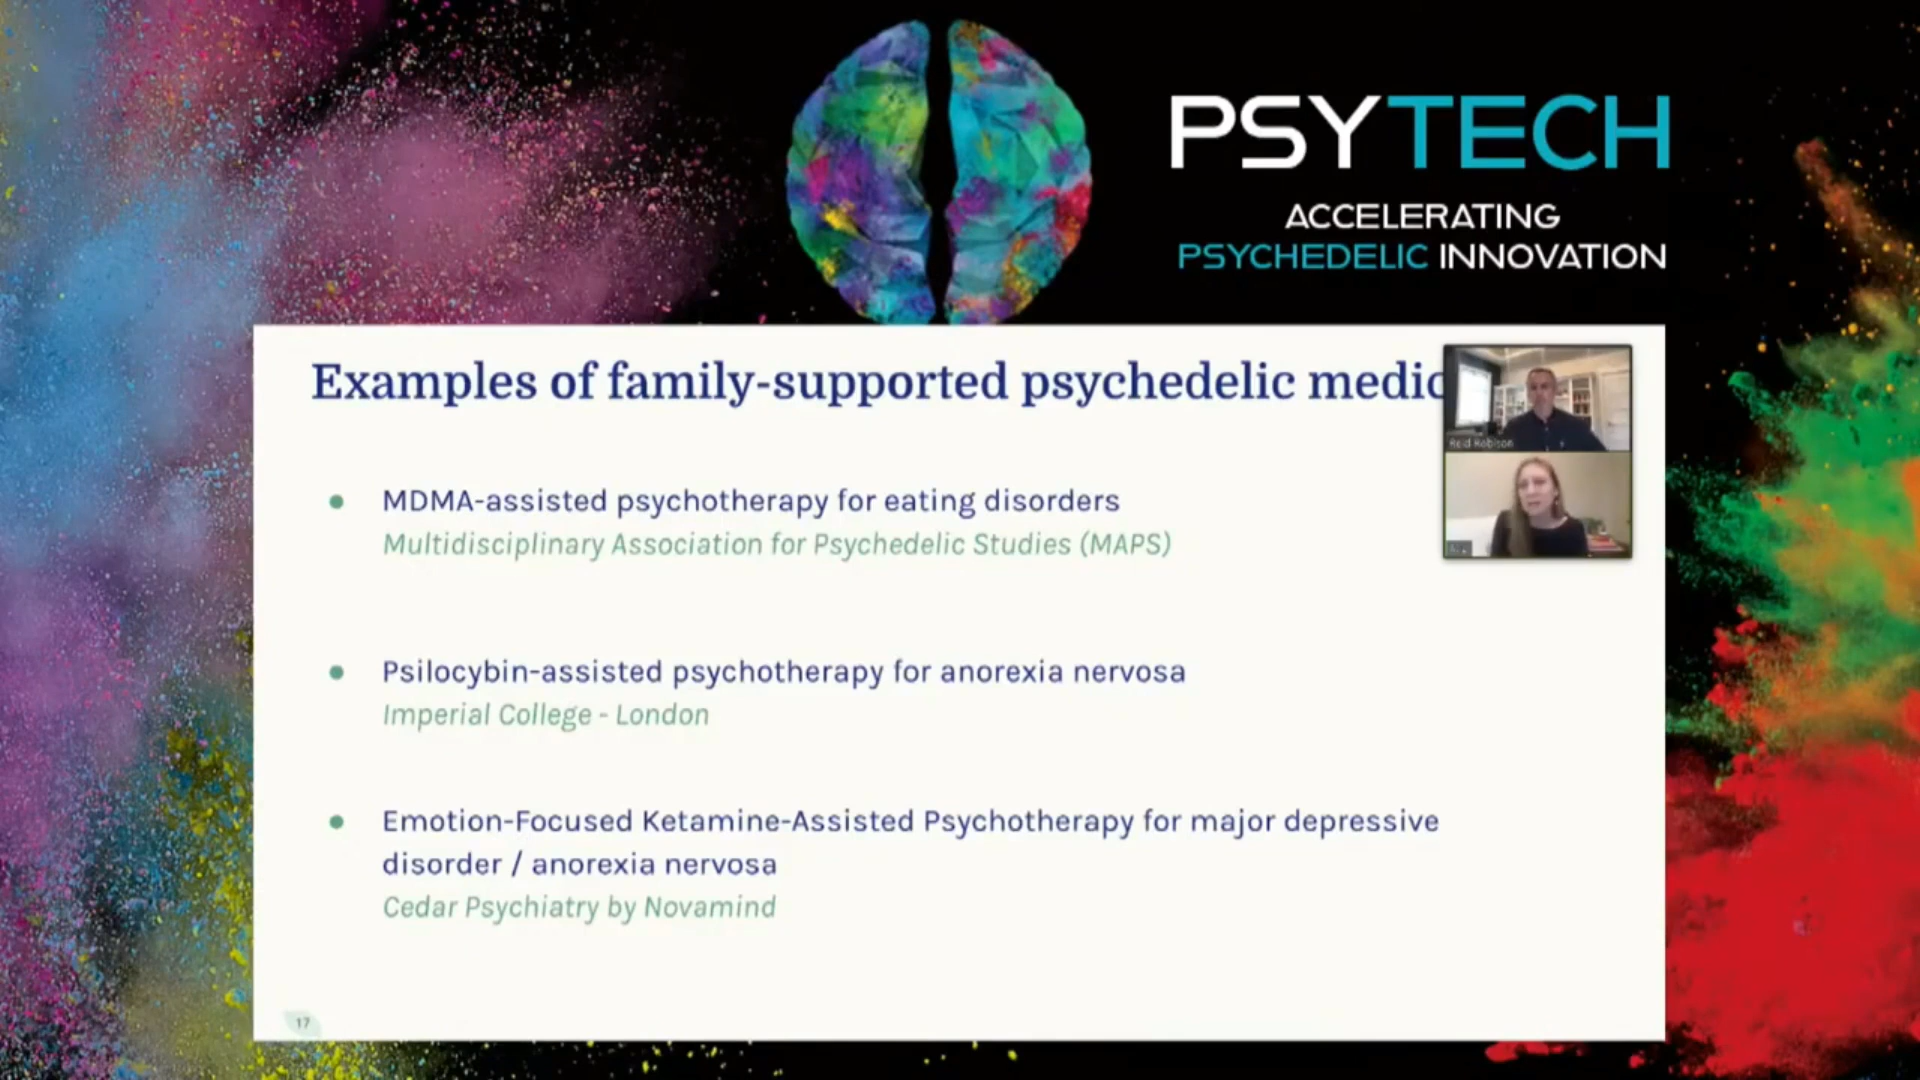 PSYTECH
ACCELERATING
PSYCHEDELIC INNOVATION
Examples of family-supported psychedelic medic
Reid Robison
MDMA-assisted psychotherapy for eating disorders
Multidisciplinary Association for Psychedelic Studies (MAPS)
Psilocybin-assisted psychotherapy for anorexia nervosa
Imperial College - London
Emotion-Focused Ketamine-Assisted Psychotherapy for major depressive
disorder / anorexia nervosa
Cedar Psychiatry by Novamind
17